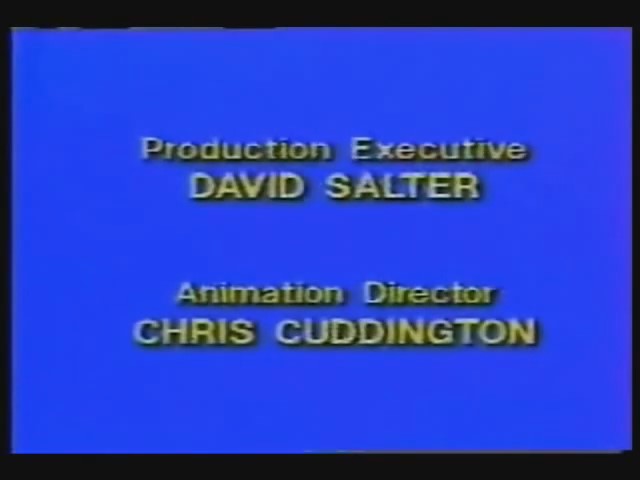 Production Executive
DAVID SALTER
Animation Director
CHRIS CUDDINGTON